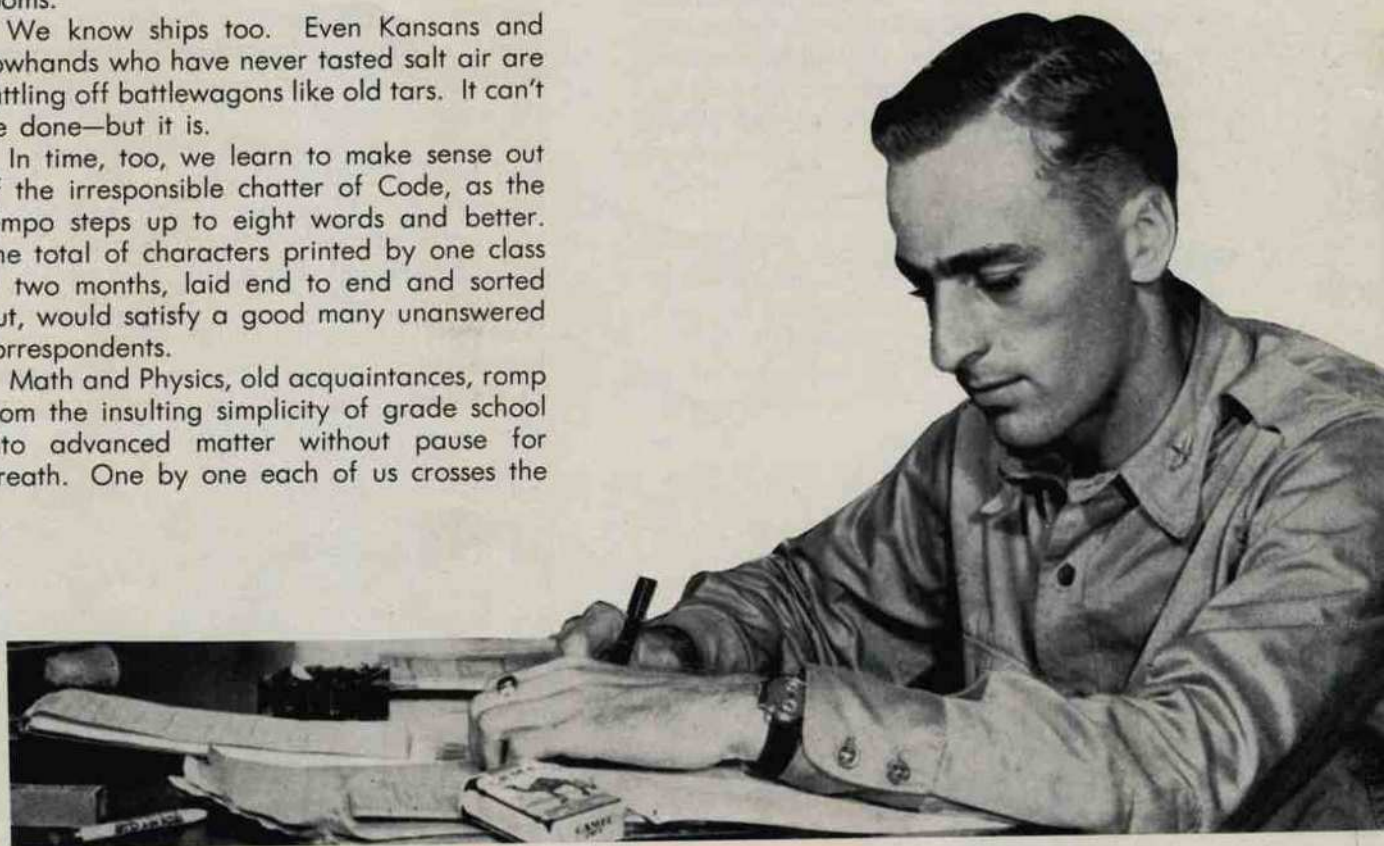 We know ships too. Even Kansans and
owhands who have never tasted salt air are
ttling off battlewagons like old tars. It can't
e done—but it is.
In time, too, we learn to make sense out
f the irresponsible chatter of Code, as the
mpo steps up to eight words and better.
he total of characters printed by one class
two months, laid end to end and sorted
ut, would satisfy a good many unanswered
orrespondents.
Math and Physics, old acquaintances, romp
om the insulting simplicity of grade school
to advanced matter without pause for
reath. One by one each of us crosses the
CAMEL